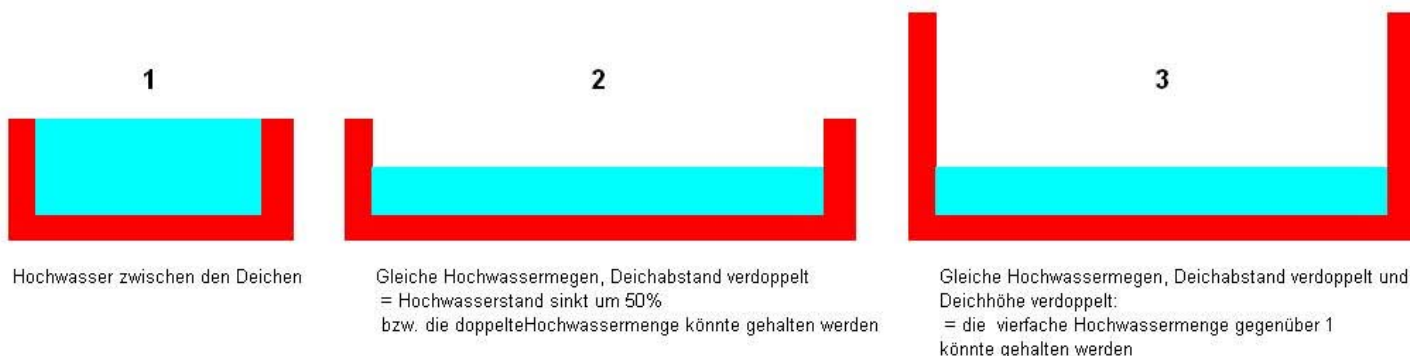 1
2
3
Hochwasser zwischen den Deichen
Gleiche Hochwassermegen, Deichabstand verdoppelt
= Hochwasserstand sinkt um 50%
bzw. die doppelteHochwassermenge könnte gehalten werden
Gleiche Hochwassermegen, Deichabstand verdoppelt und
Deichhöhe verdoppelt:
= die vierfache Hochwassermenge gegenüber 1
könnte gehalten werden